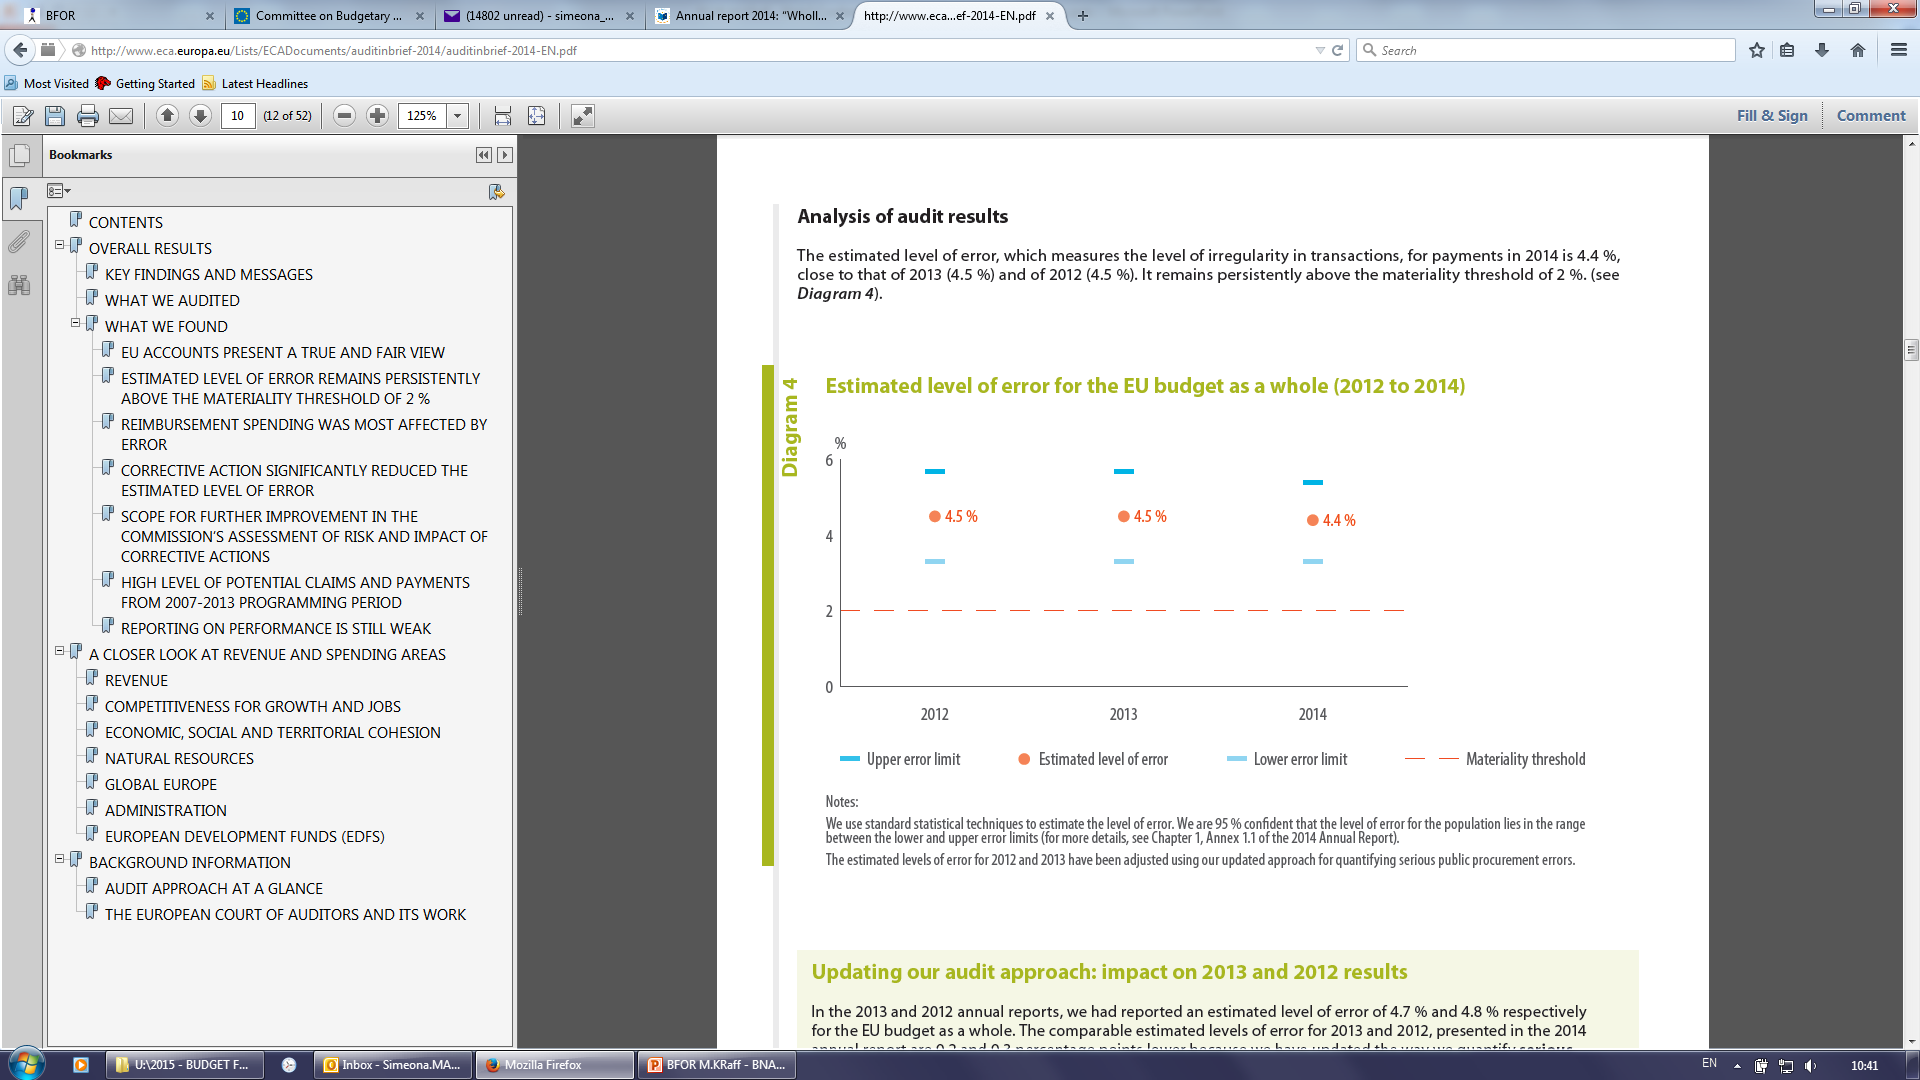 BFOR
Committee on Budgetary ...
(14802 unread) - simeona_...
Annual report 2014: "Wholl...
http://www.eca...ef-2014-EN.pdf
http://www.eca.europa.eu/Lists/ECADocuments/auditinbrief-2014/auditinbrief-2014-EN.pdf
Search
Most Visited
Getting Started
Latest Headlines
10
(12 of 52)
125%
Fill & Sign
Comment
Bookmarks
CONTENTS
OVERALL RESULTS
KEY FINDINGS AND MESSAGES
WHAT WE AUDITED
WHAT WE FOUND
EU ACCOUNTS PRESENT A TRUE AND FAIR VIEW
ESTIMATED LEVEL OF ERROR REMAINS PERSISTENTLY
ABOVE THE MATERIALITY THRESHOLD OF 2 %
REIMBURSEMENT SPENDING WAS MOST AFFECTED BY
ERROR
CORRECTIVE ACTION SIGNIFICANTLY REDUCED THE
ESTIMATED LEVEL OF ERROR
SCOPE FOR FURTHER IMPROVEMENT IN THE
COMMISSION'S ASSESSMENT OF RISK AND IMPACT OF
CORRECTIVE ACTIONS
HIGH LEVEL OF POTENTIAL CLAIMS AND PAYMENTS
FROM 2007-2013 PROGRAMMING PERIOD
REPORTING ON PERFORMANCE IS STILL WEAK
A CLOSER LOOK AT REVENUE AND SPENDING AREAS
REVENUE
COMPETITIVENESS FOR GROWTH AND JOBS
ECONOMIC, SOCIAL AND TERRITORIAL COHESION
NATURAL RESOURCES
GLOBAL EUROPE
ADMINISTRATION
EUROPEAN DEVELOPMENT FUNDS (EDFS)
BACKGROUND INFORMATION
AUDIT APPROACH AT A GLANCE
THE EUROPEAN COURT OF AUDITORS AND ITS WORK
Analysis of audit results
The estimated level of error, which measures the level of irregularity in transactions, for payments in 2014 is 4.4 %,
close to that of 2013 (4.5 %) and of 2012 (4.5 %). It remains persistently above the materiality threshold of 2 %. (see
Diagram 4).
Diagram 4
Estimated level of error for the EU budget as a whole (2012 to 2014)
%
6
4.5 %
4.5 %
4.4 %
4
2
0
2012
2013
2014
Upper error limit
Estimated level of error
Lower error limit
Materiality threshold
Notes:
We use standard statistical techniques to estimate the level of error. We are 95 % confident that the level of error for the population lies in the range
between the lower and upper error limits (for more details, see Chapter 1, Annex 1.1 of the 2014 Annual Report).
The estimated levels of error for 2012 and 2013 have been adjusted using our updated approach for quantifying serious public procurement errors.
Updating our audit approach: impact on 2013 and 2012 results
In the 2013 and 2012 annual reports, we had reported an estimated level of error of 4.7 % and 4.8 % respectively
for the EU budget as a whole. The comparable estimated levels of error for 2013 and 2012, presented in the 2014
annual report are 0.2 and 0.3 percentage points lower because we have updated the way we quantify serious
U:\2015 - BUDGET F...
Inbox - Simeona.MA...
Mozilla Firefox
BFOR M.KRaff - BNA...
EN
10:41